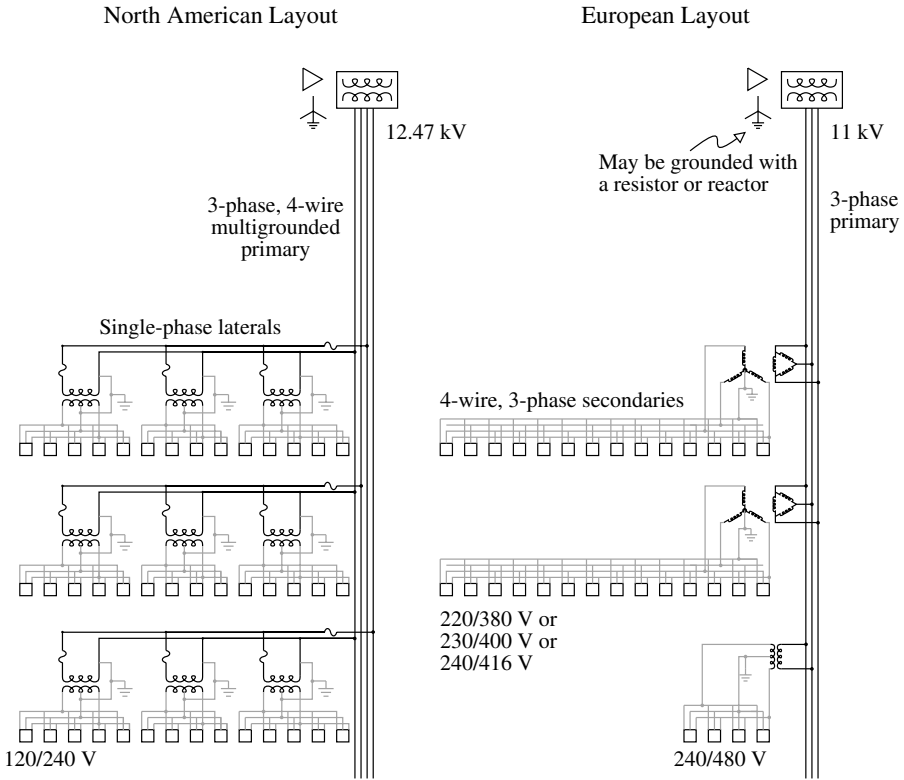 North American Layout
European Layout
12.47 kV
11 kV
May be grounded with
a resistor or reactor
3-phase, 4-wire
multigrounded
primary
3-phase
primary
Single-phase laterals
4-wire, 3-phase secondaries
220/380 V or
230/400 V or
240/416 V
120/240 V
240/480 V